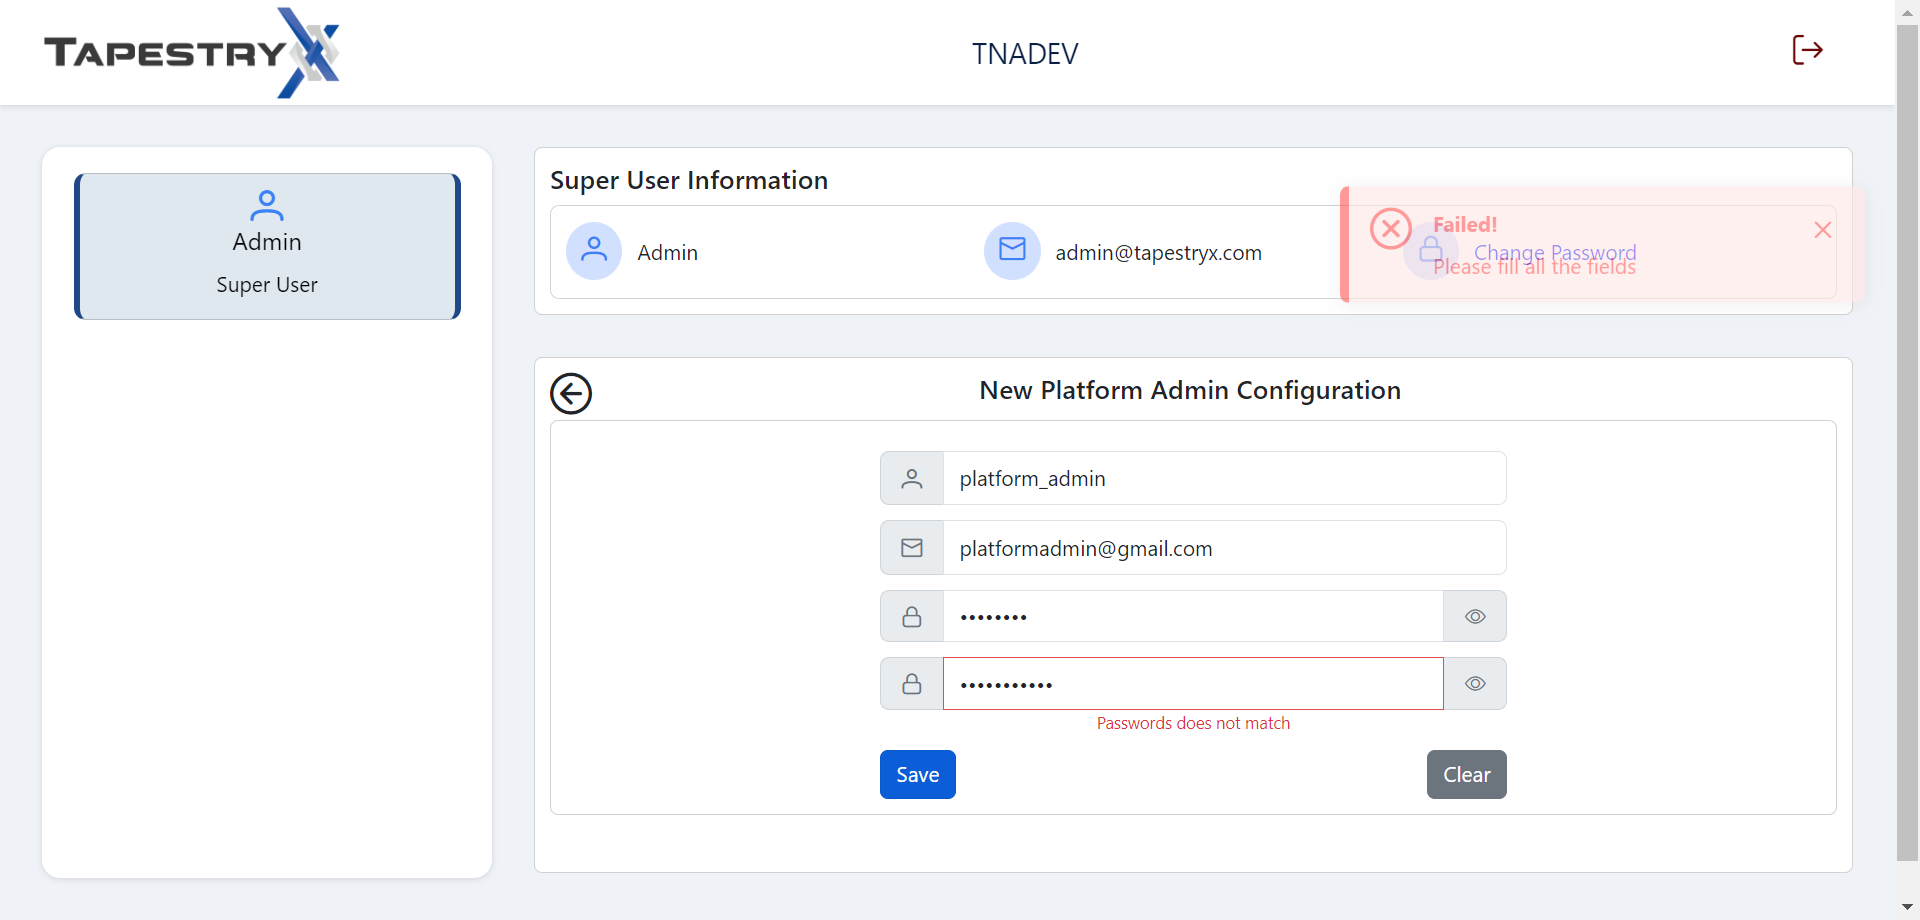 TAPESTRYX
TNADEV
Admin
Super User
Super User Information
Admin
admin@tapestryx.com
Change Password
Failed!
Please fill all the fields
New Platform Admin Configuration
platform_admin
platformadmin@gmail.com
••••••••
•••••••••••
Passwords does not match
Save
Clear